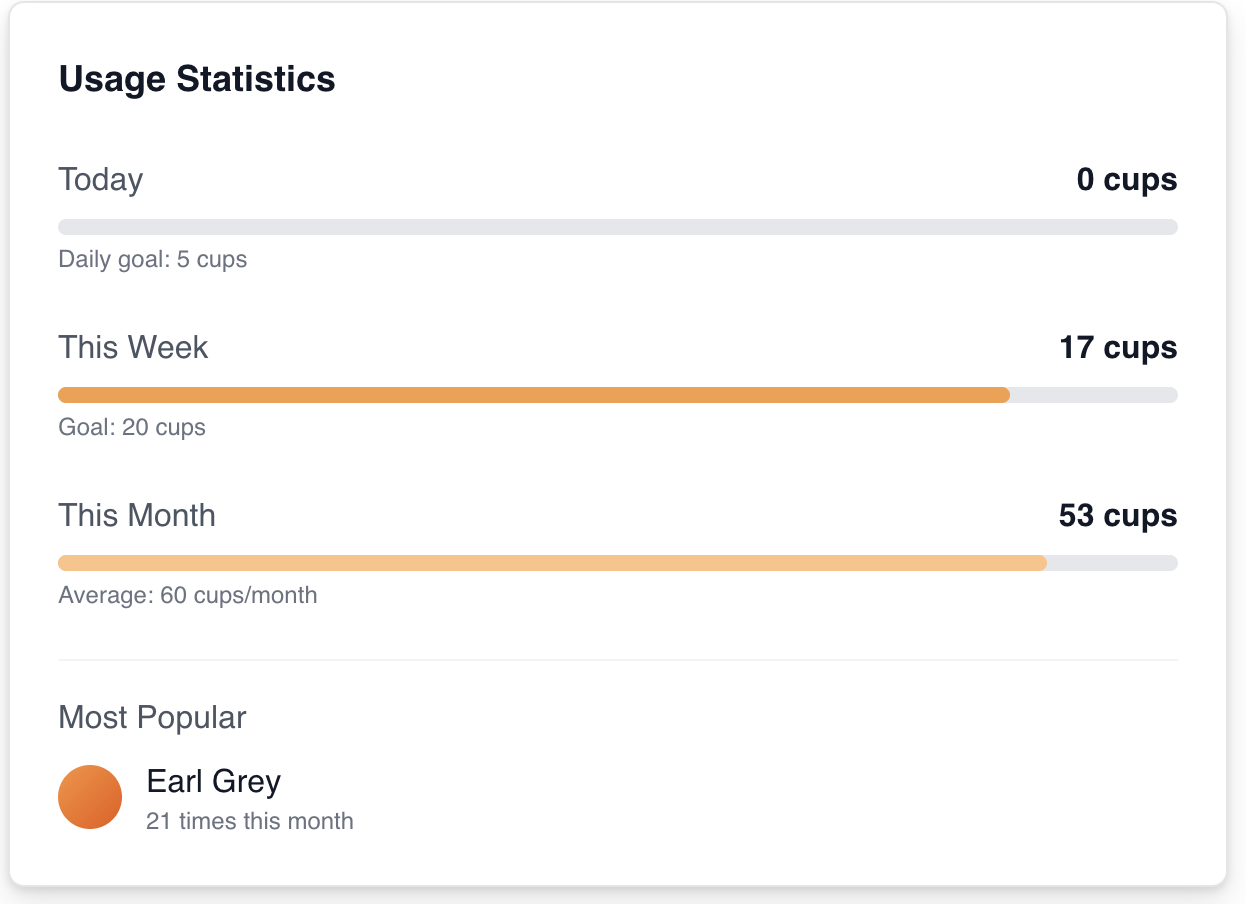 Usage Statistics
Today
0 cups
Daily goal: 5 cups
This Week
17 cups
Goal: 20 cups
This Month
53 cups
Average: 60 cups/month
Most Popular
Earl Grey
21 times this month